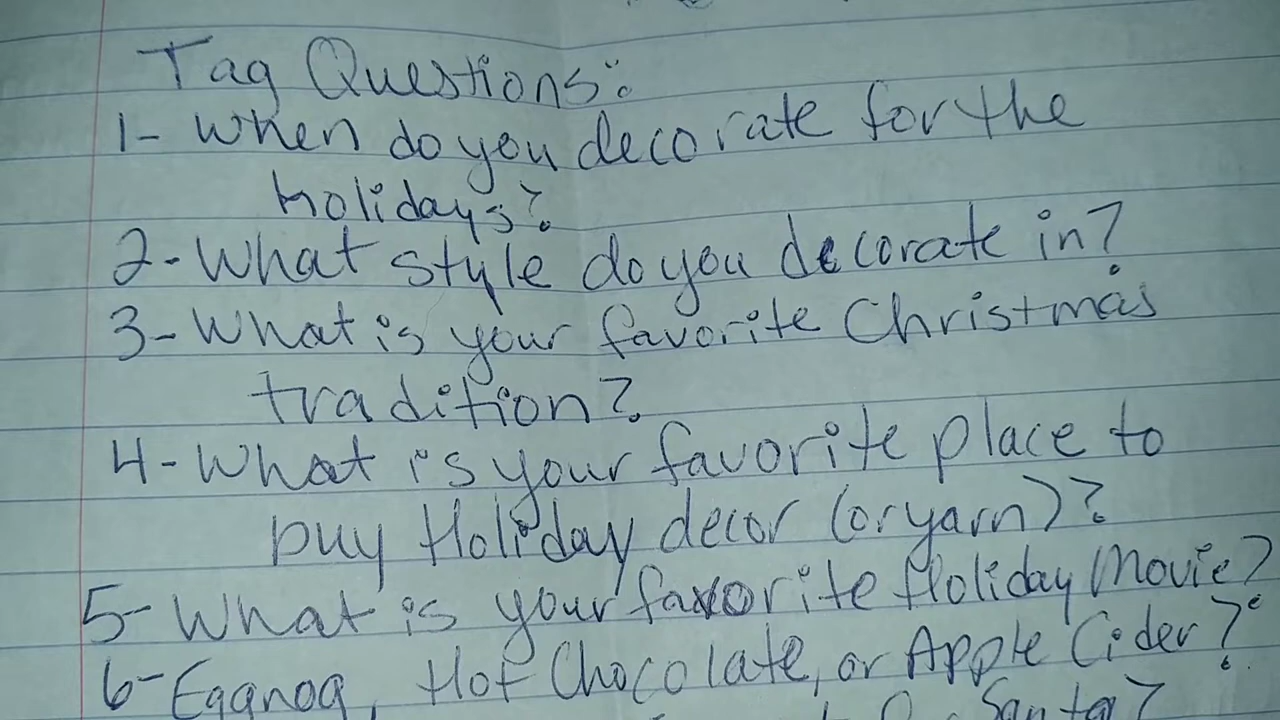 Tag Questions:
1- When do you decorate for the
holidays?
2- What style do you decorate in?
3- What is your favorite Christmas
tradition?
4- What is your favorite place to
buy Holiday decor (or yarn)?
5- What is your favorite Holiday Movie?
6- Eggnog, Hot Chocolate, or Apple Cider?
Santa?